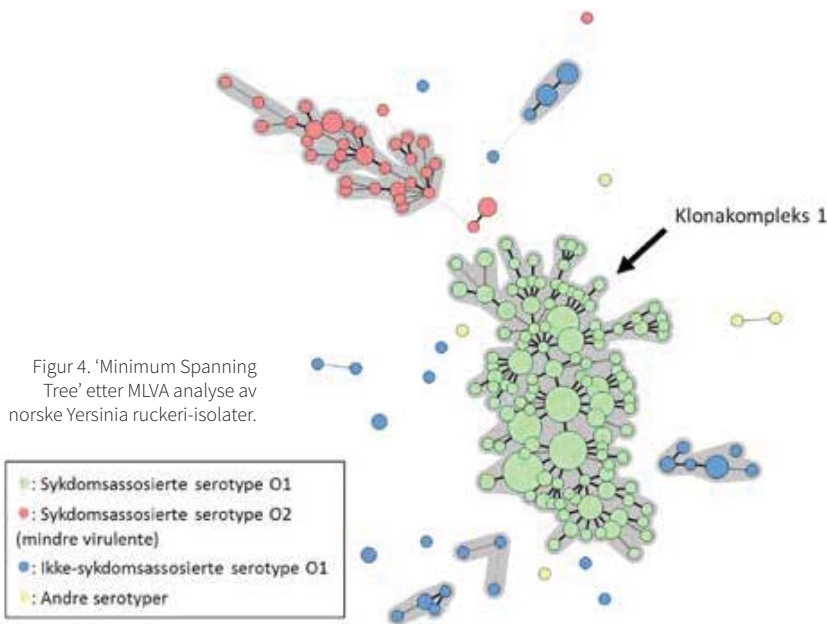 Klonakompleks 1
Figur 4. ‘Minimum Spanning
Tree’ etter MLVA analyse av
norske Yersinia ruckeri-isolater.
: Sykdomsassosierte serotype O1
: Sykdomsassosierte serotype O2
(mindre virulente)
: Ikke-sykdomsassosierte serotype O1
: Andre serotyper